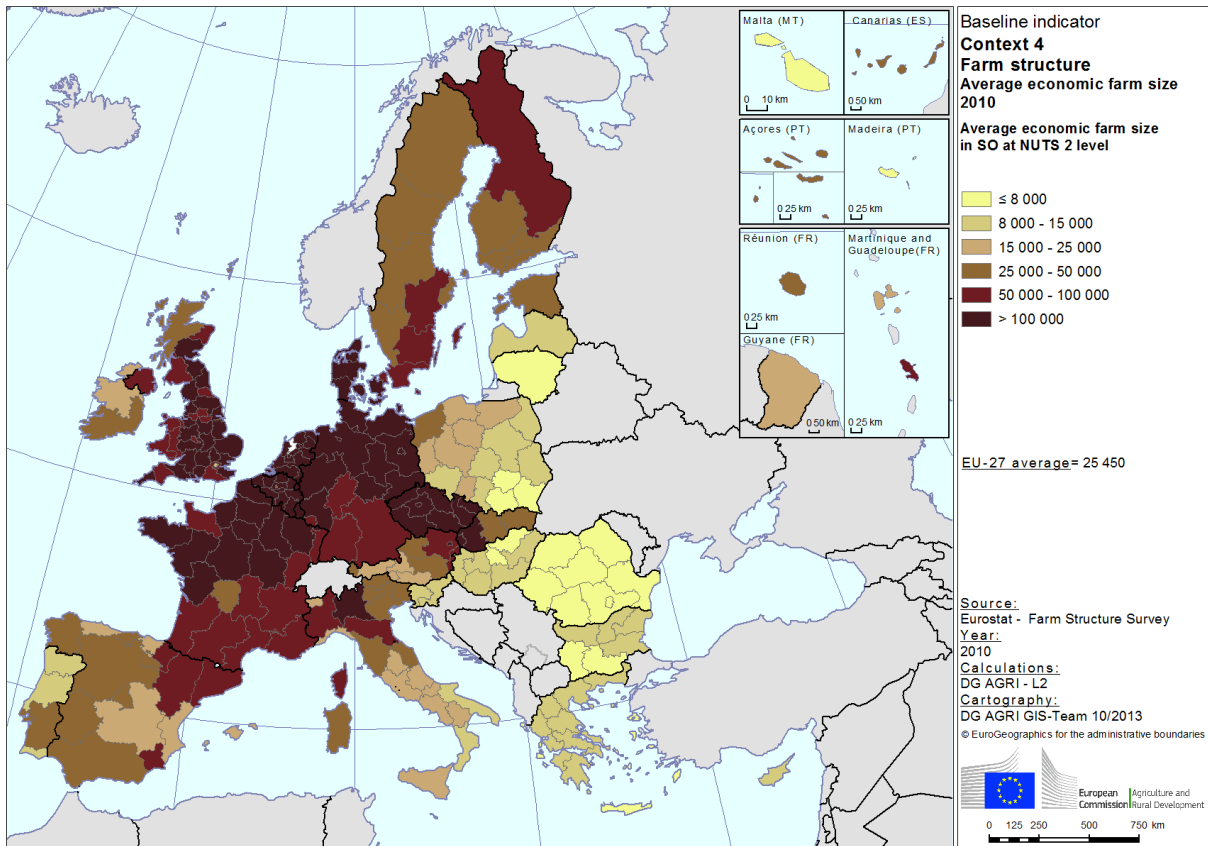 Malta (MT)
0 10 km
Canarias (ES)
0 50 km
Açores (PT)
0 25 km
Madeira (PT)
0 25 km
Réunion (FR)
0 25 km
Martinique and
Guadeloupe(FR)
0 25 km
Guyane (FR)
0 50 km
Baseline indicator
Context 4
Farm structure
Average economic farm size
2010
Average economic farm size
in SO at NUTS 2 level
≤ 8 000
8 000 - 15 000
15 000 - 25 000
25 000 - 50 000
50 000 - 100 000
> 100 000
EU-27 average= 25 450
Source:
Eurostat - Farm Structure Survey
Year:
2010
Calculations:
DG AGRI - L2
Cartography:
DG AGRI GIS-Team 10/2013
© EuroGeographics for the administrative boundaries
European
Commission
Agriculture and
Rural Development
0 125 250 500 750 km